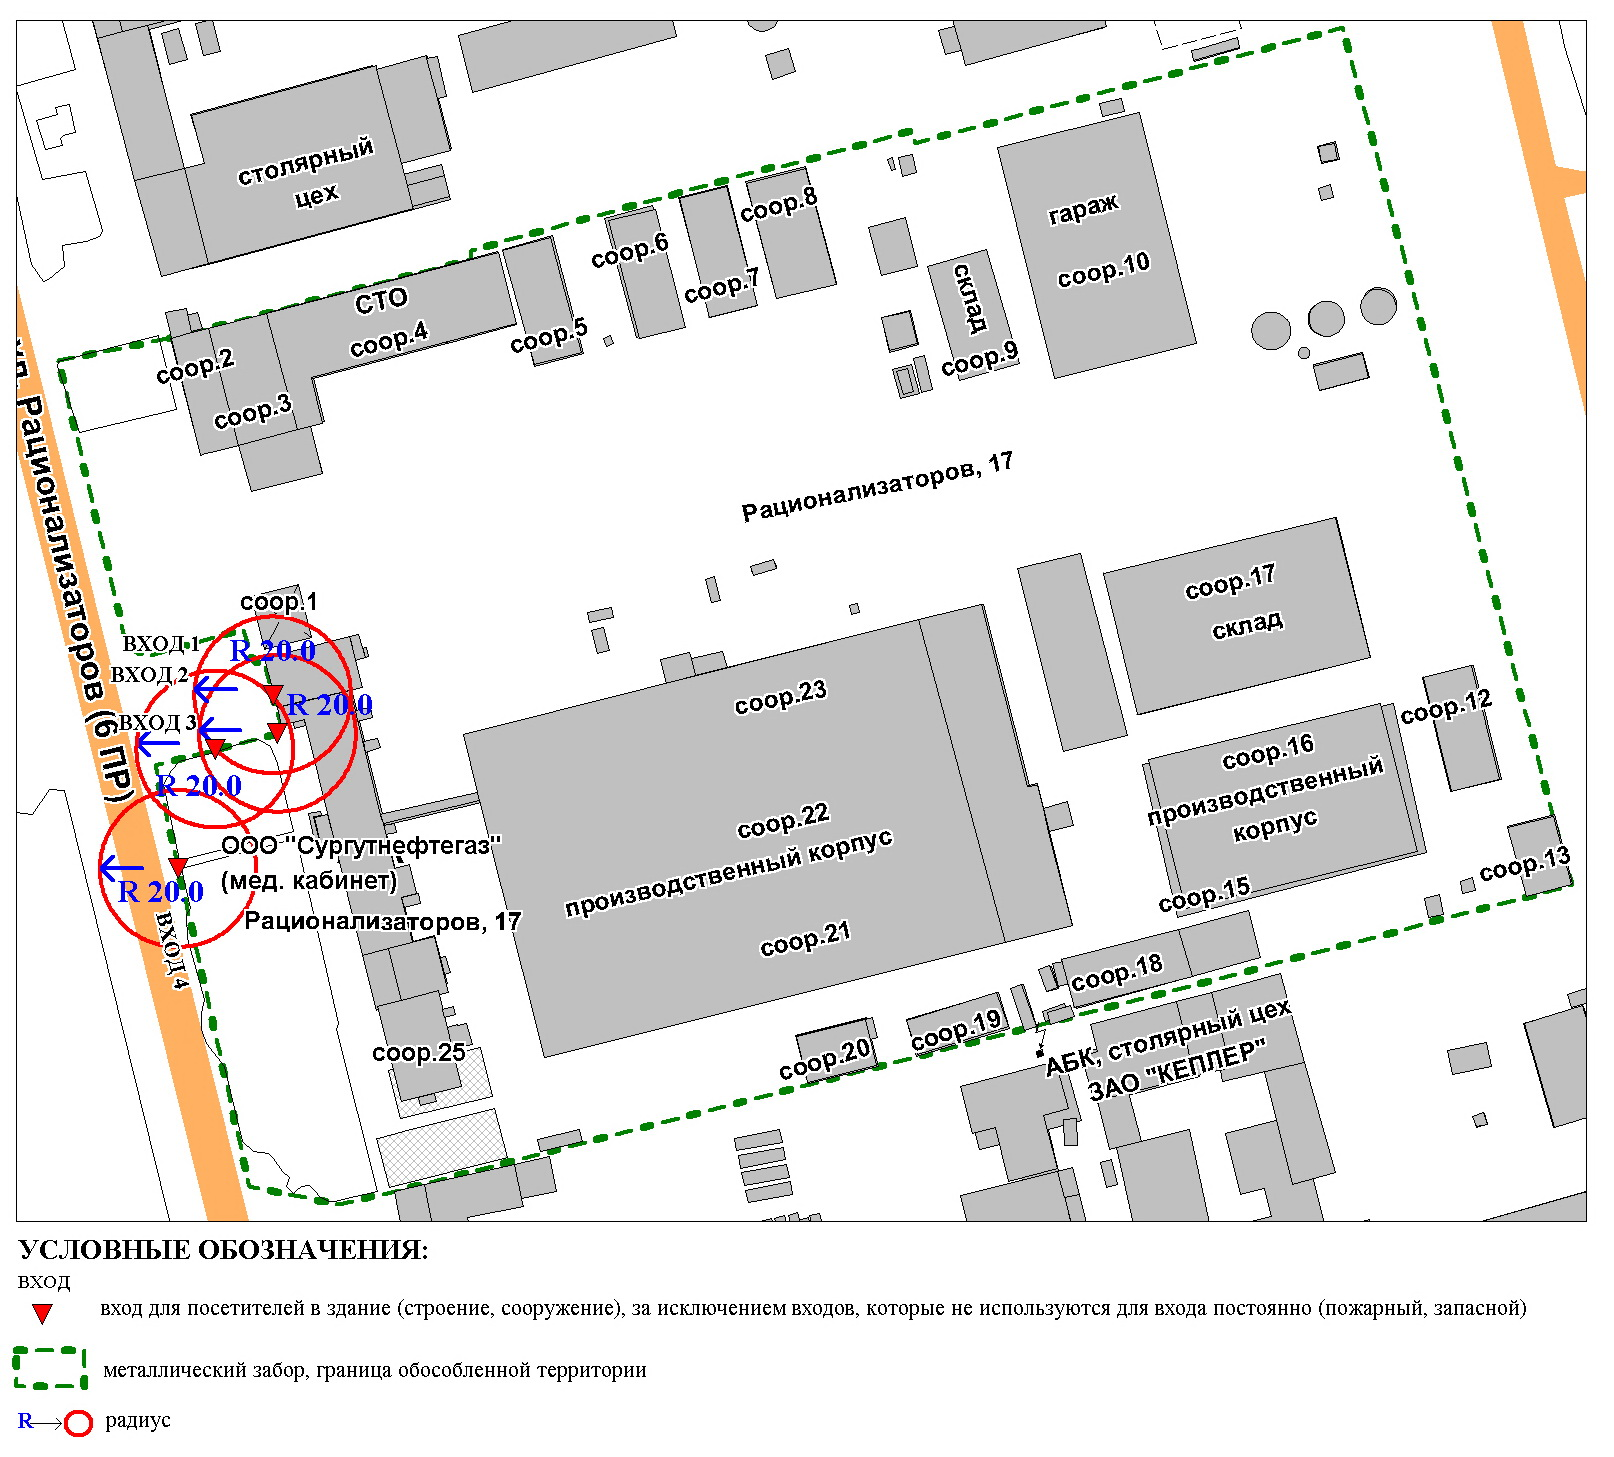 столярный
цех
соор.8
соор.6
соор.7
гараж
соор.10
склад
соор.9
СТО
соор.4
соор.5
соор.2
соор.3
ул. Рационализаторов (6 ПР)
Рационализаторов, 17
соор.1
ВХОД 1
R 20.0
ВХОД 2
R 20.0
ВХОД 3
R 20.0
R 20.0
ВХОД 4
ООО "Сургутнефтегаз"
(мед. кабинет)
Рационализаторов, 17
соор.23
соор.22
производственный корпус
соор.21
соор.17
склад
соор.12
соор.16
производственный
корпус
соор.15
соор.13
соор.18
соор.19
соор.20
соор.25
АБК, столярный цех
ЗАО "КЕПЛЕР"
УСЛОВНЫЕ ОБОЗНАЧЕНИЯ:
ВХОД
вход для посетителей в здание (строение, сооружение), за исключением входов, которые не используются для входа постоянно (пожарный, запасной)
металлический забор, граница обособленной территории
R
радиус